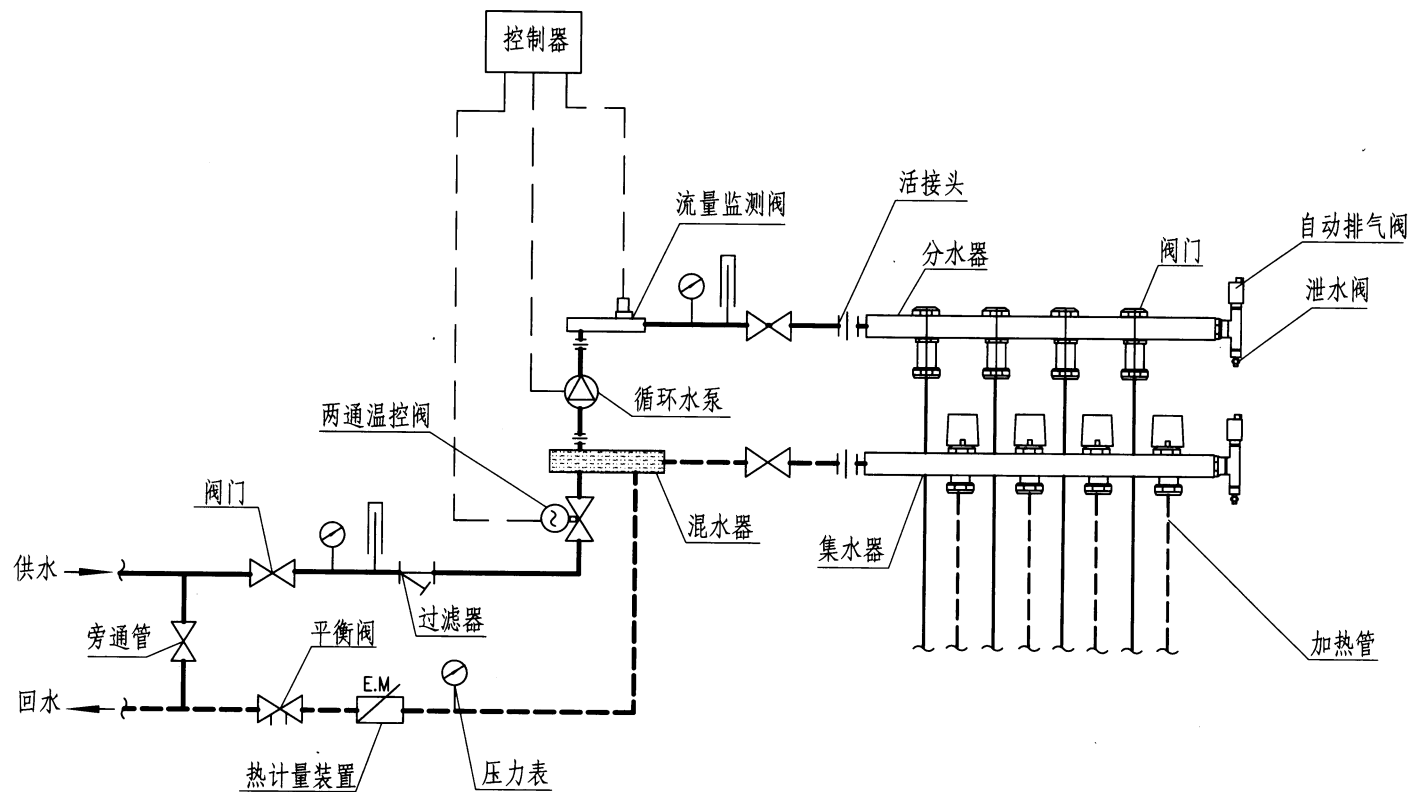 控制器
流量监测阀
活接头
分水器
阀门
自动排气阀
泄水阀
两通温控阀
循环水泵
阀门
混水器
集水器
供水
过滤器
旁通管
平衡阀
加热管
回水
E.M
热计量装置
压力表